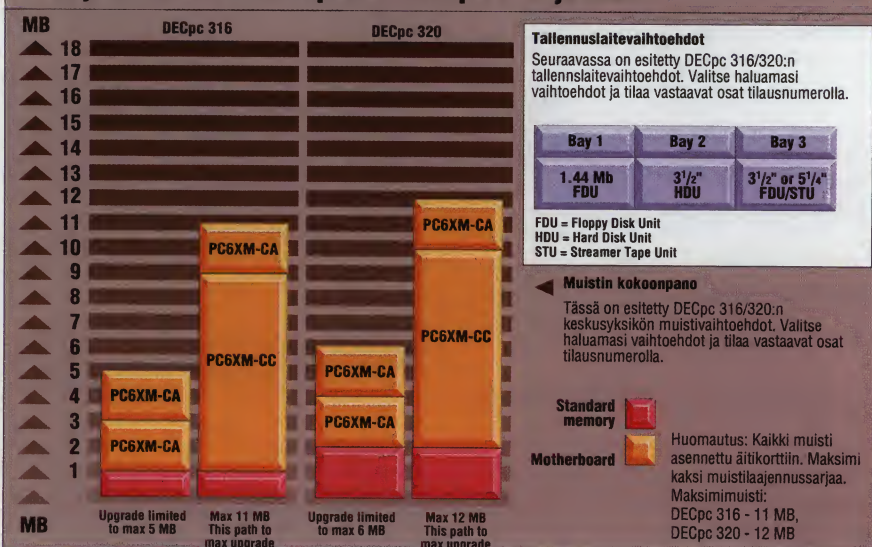 MB
DECpc 316
DECpc 320
18
17
16
15
14
13
12
11
10
9
8
7
6
5
4
3
2
1
MB
PC6XM-CA
PC6XM-CA
PC6XM-CA
PC6XM-CC
PC6XM-CA
PC6XM-CA
PC6XM-CA
PC6XM-CC
Upgrade limited
to max 5 MB
Max 11 MB
This path to
max upgrade
Upgrade limited
to max 6 MB
Max 12 MB
This path to
max upgrade
Tallennuslaitevaihtoehdot
Seuraavassa on esitetty DECpc 316/320:n
tallennslaitevaihtoehdot. Valitse haluamasi
vaihtoehdot ja tilaa vastaavat osat tilausnumerolla.
Bay 1
Bay 2
Bay 3
1.44 Mb
FDU
3 1/2"
HDU
3 1/2" or 5 1/4"
FDU/STU
FDU = Floppy Disk Unit
HDU = Hard Disk Unit
STU = Streamer Tape Unit
Muistin kokoonpano
Tässä on esitetty DECpc 316/320:n
keskusyksikön muistivaihtoehdot. Valitse
haluamasi vaihtoehdot ja tilaa vastaavat osat
tilausnumerolla.
Standard
memory
Motherboard
Huomautus: Kaikki muisti
asennettu äitikorttiin. Maksimi
kaksi muistilaajennussarjaa.
Maksimimuisti:
DECpc 316 - 11 MB,
DECpc 320 - 12 MB